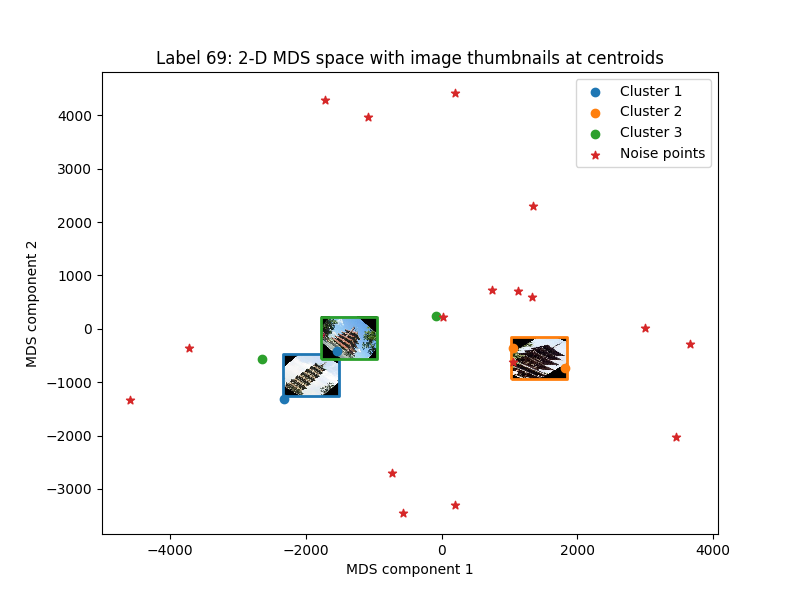 Label 69: 2-D MDS space with image thumbnails at centroids
Cluster 1
Cluster 2
Cluster 3
Noise points
MDS component 2
4000
3000
2000
1000
0
−1000
−2000
−3000
−4000
−2000
0
2000
4000
MDS component 1